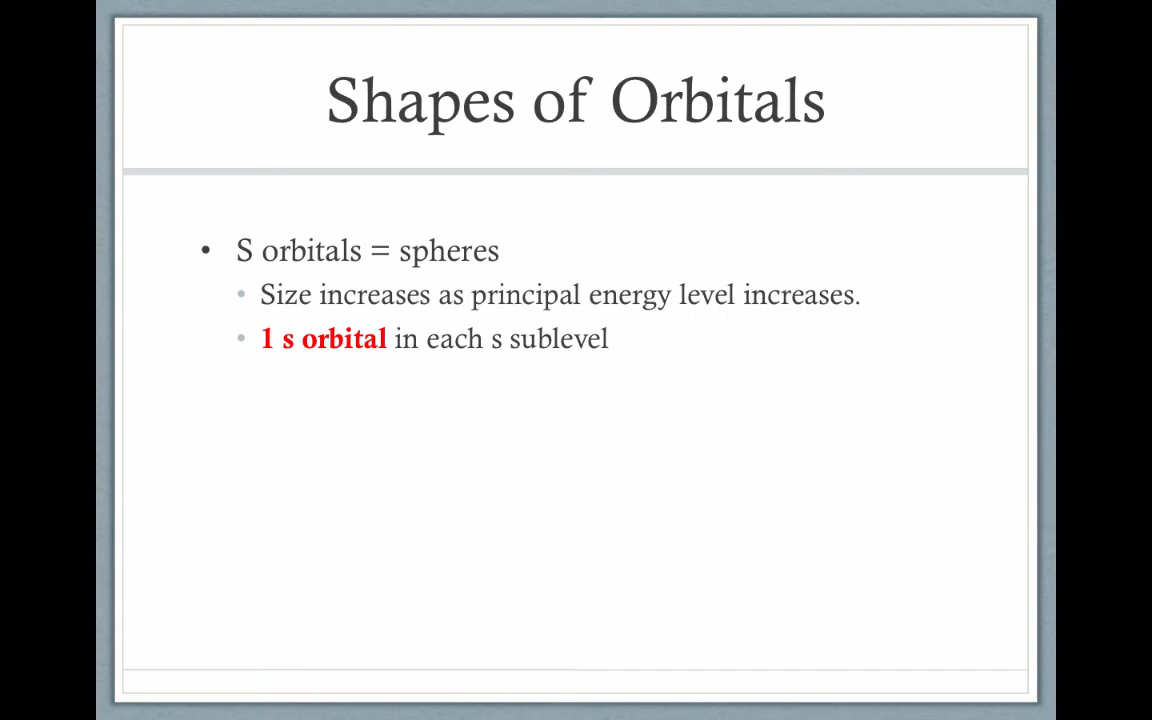 Shapes of Orbitals
• S orbitals = spheres
• Size increases as principal energy level increases.
• 1 s orbital in each s sublevel